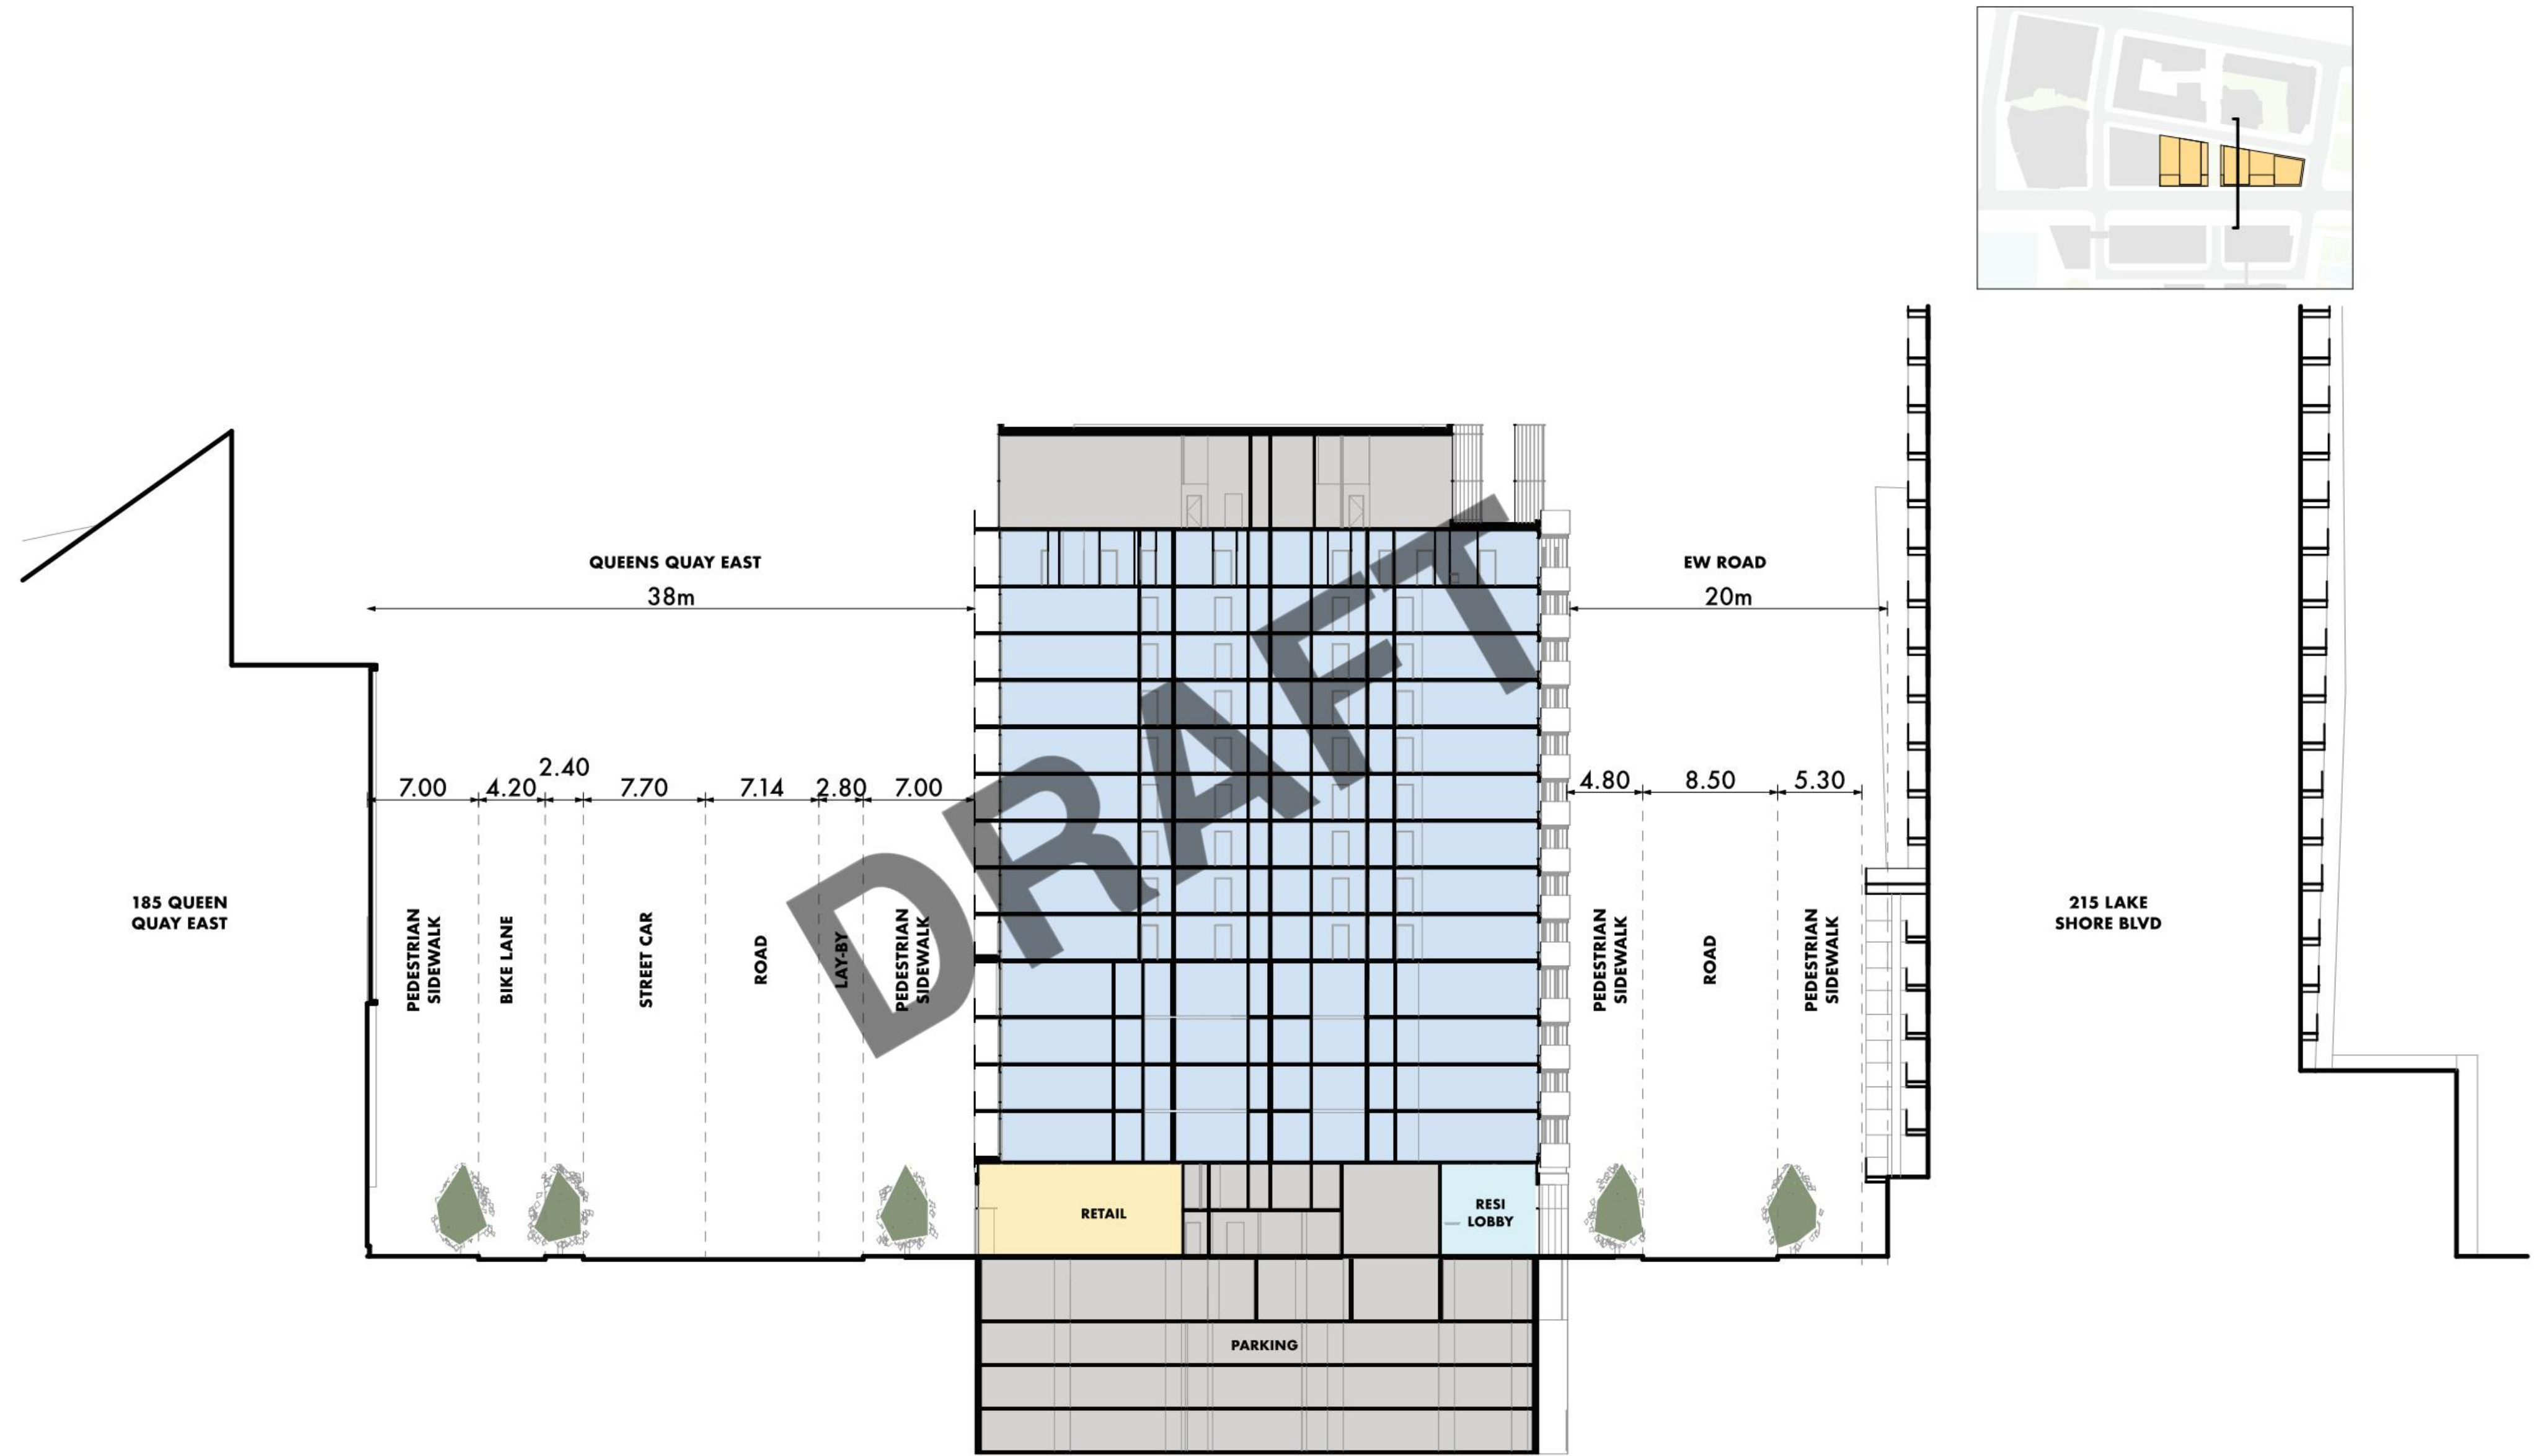 QUEENS QUAY EAST
38m
EW ROAD
20m
2.40
7.00
4.20
7.70
7.14
2.80
7.00
4.80
8.50
5.30
185 QUEEN
QUAY EAST
PEDESTRIAN
SIDEWALK
BIKE LANE
STREET CAR
ROAD
LAY-BY
PEDESTRIAN
SIDEWALK
PEDESTRIAN
SIDEWALK
ROAD
PEDESTRIAN
SIDEWALK
215 LAKE
SHORE BLVD
DRAFT
RETAIL
RESI
LOBBY
PARKING